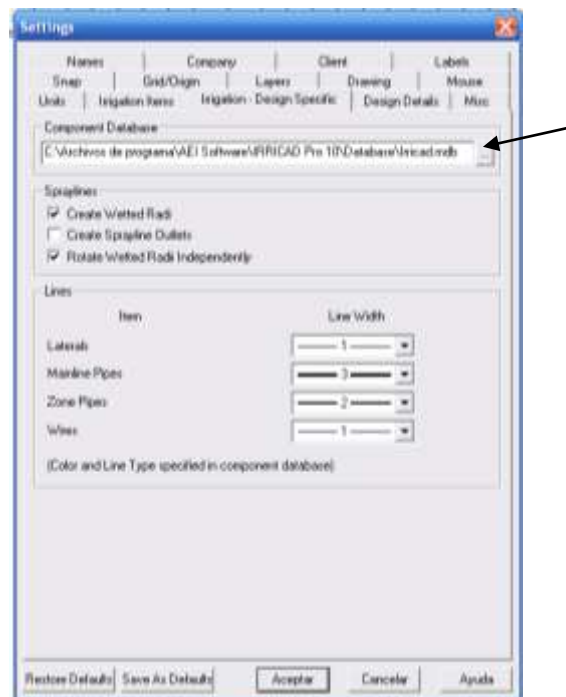 Settings
Names Company Client Labels
Snap Grid/Origin Layers Drawing Mouse
Units Irrigation Items Irrigation - Design Specific Design Details Misc
Component Database
C:\Archivos de programa\AEI Software\IRRICAD Pro 10\Database\Irricad.mdb ...
Spraylines
Create Wetted Radii
Create Sprayline Outlets
Rotate Wetted Radii Independently
Lines
Item Line Width
Laterals 1
Mainline Pipes 3
Zone Pipes 2
Wires 1
(Color and Line Type specified in component database)
Restore Defaults Save As Defaults Aceptar Cancelar Ayuda